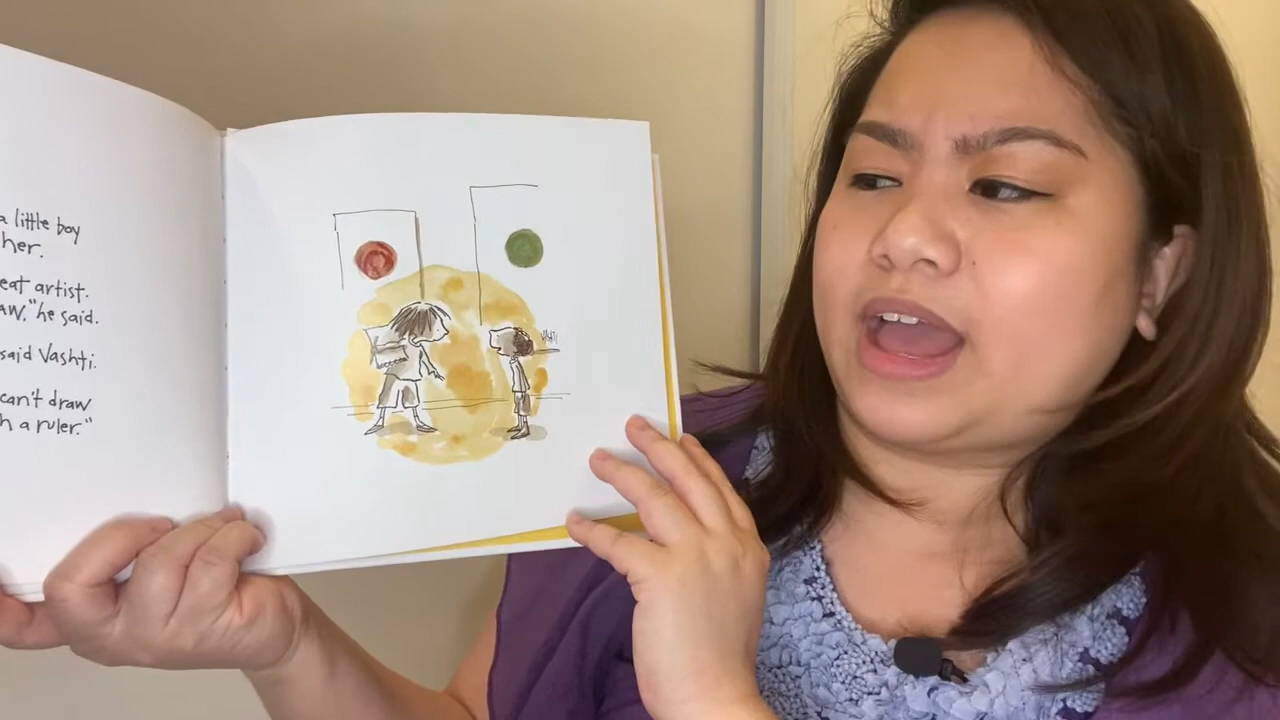 a little boy
her.
eat artist.
AW," he said.
said Vashti.
can't draw
h a ruler."
VASHTI